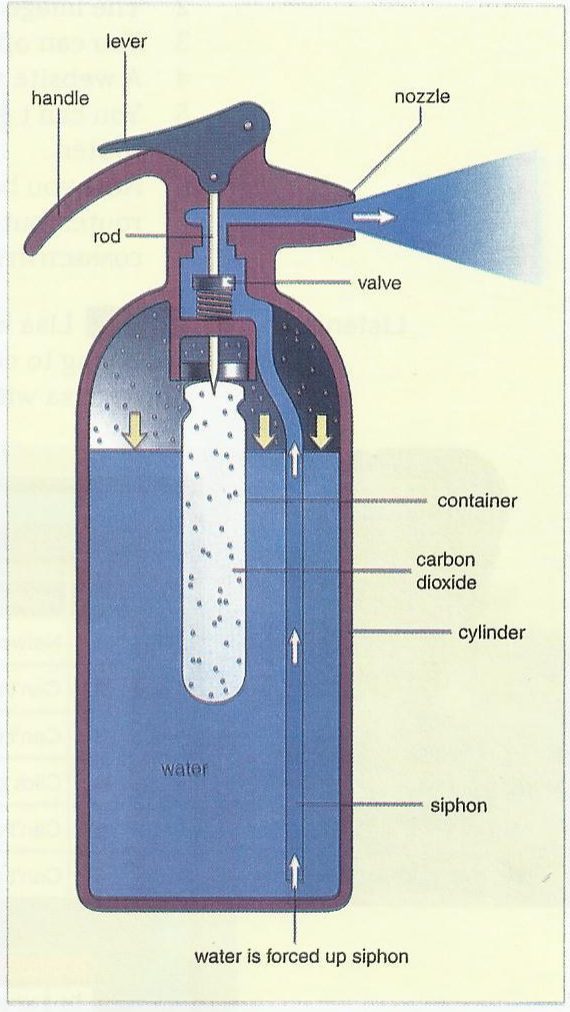 lever
handle
nozzle
rod
valve
container
carbon
dioxide
cylinder
water
siphon
water is forced up siphon